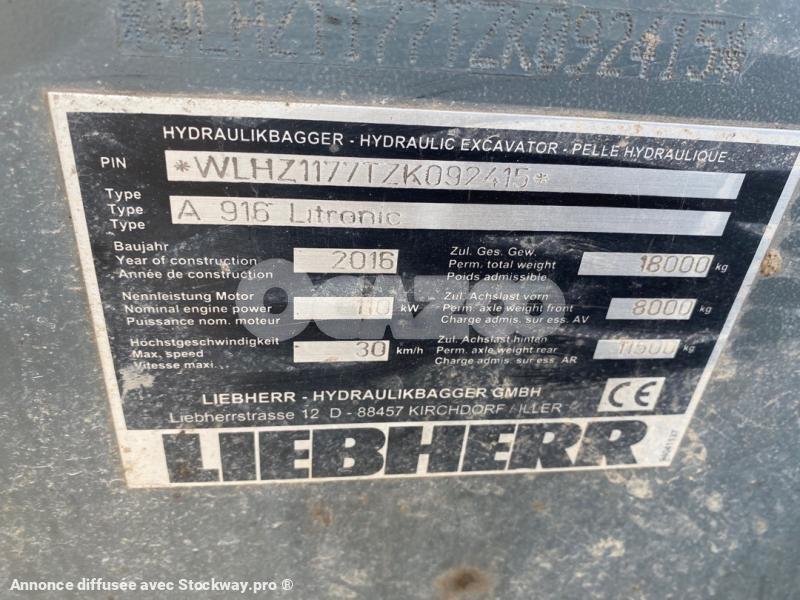 *WLHZ1177TZK092415*
HYDRAULIKBAGGER - HYDRAULIC EXCAVATOR - PELLE HYDRAULIQUE
PIN *WLHZ1177TZK092415*
Type
Type A 916 Litronic
Type
Baujahr
Year of construction 2016
Année de construction
Zul. Ges. Gew.
Perm. total weight 18000 kg
Poids admissible.
Nennleistung Motor
Nominal engine power 110 kW
Puissance nom. moteur
Zul. Achslast vorn
Perm. axle weight front 8000 kg
Charge admis. sur ess. AV
Höchstgeschwindigkeit
Max. speed 30 km/h
Vitesse maxi.
Zul. Achslast hinten
Perm. axle weight rear 11500 kg
Charge admis. sur ess. AR
LIEBHERR - HYDRAULIKBAGGER GMBH
Liebherrstrasse 12 D - 88457 KIRCHDORF / ILLER
CE
LIEBHERR
OCAZO
Annonce diffusée avec Stockway.pro ®